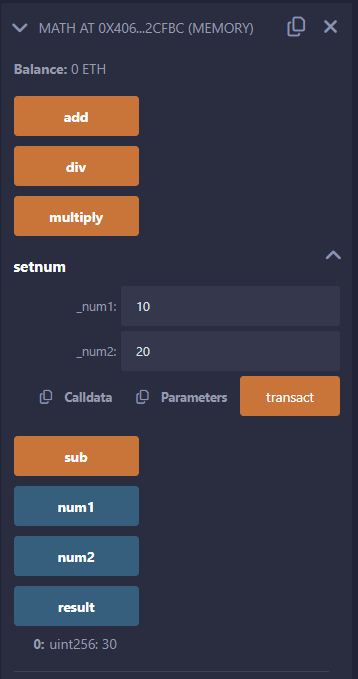 MATH AT 0X406...2CFBC (MEMORY)
Balance: 0 ETH
add
div
multiply
setnum
_num1: 10
_num2: 20
Calldata Parameters transact
sub
num1
num2
result
0: uint256: 30